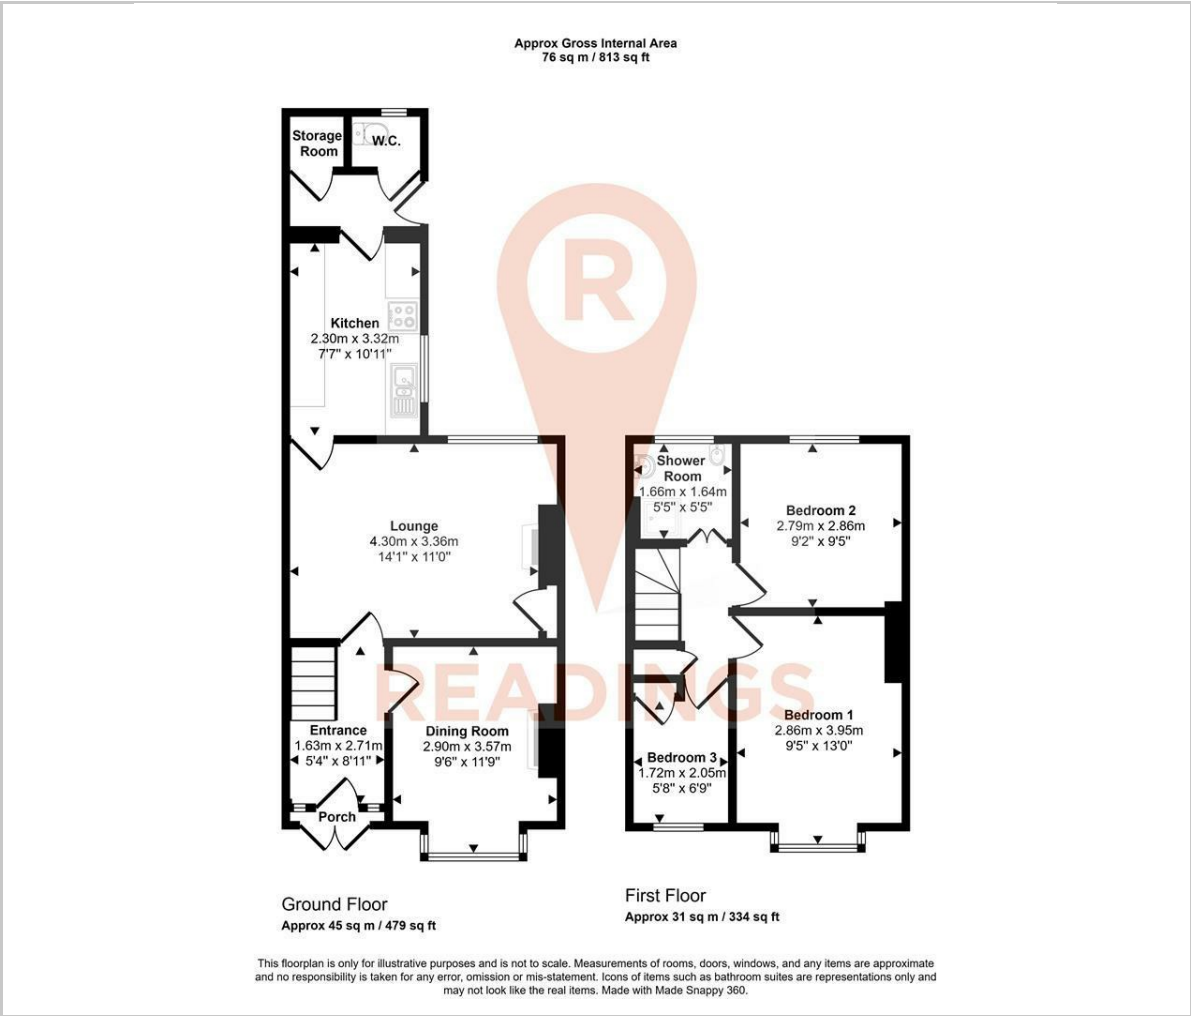 Approx Gross Internal Area
76 sq m / 813 sq ft
Storage
Room
W.C.
Kitchen
2.30m x 3.32m
7'7" x 10'11"
Lounge
4.30m x 3.36m
14'1" x 11'0"
Entrance
1.63m x 2.71m
5'4" x 8'11"
Porch
Dining Room
2.90m x 3.57m
9'6" x 11'9"
Shower
Room
1.66m x 1.64m
5'5" x 5'5"
Bedroom 2
2.79m x 2.86m
9'2" x 9'5"
Bedroom 1
2.86m x 3.95m
9'5" x 13'0"
Bedroom 3
1.72m x 2.05m
5'8" x 6'9"
R
READINGS
Ground Floor
Approx 45 sq m / 479 sq ft
First Floor
Approx 31 sq m / 334 sq ft
This floorplan is only for illustrative purposes and is not to scale. Measurements of rooms, doors, windows, and any items are approximate
and no responsibility is taken for any error, omission or mis-statement. Icons of items such as bathroom suites are representations only and
may not look like the real items. Made with Made Snappy 360.